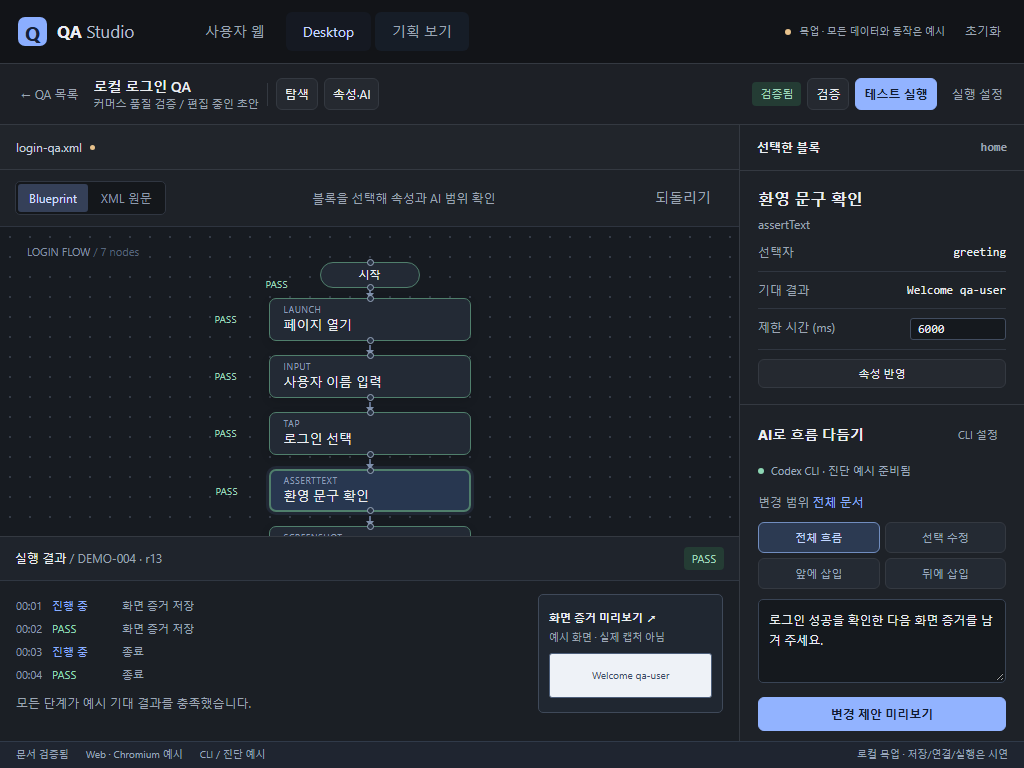 Q QA Studio 사용자 웹 Desktop 기획 보기 목업 · 모든 데이터와 동작은 예시 초기화
← QA 목록 로컬 로그인 QA 탐색 속성·AI 검증됨 검증 테스트 실행 실행 설정
커머스 품질 검증 / 편집 중인 초안
login-qa.xml
Blueprint XML 원문 블록을 선택해 속성과 AI 범위 확인 되돌리기
LOGIN FLOW / 7 nodes
시작
PASS
LAUNCH
페이지 열기
PASS
INPUT
사용자 이름 입력
PASS
TAP
로그인 선택
PASS
ASSERTTEXT
환영 문구 확인
PASS
SCREENSHOT
실행 결과 / DEMO-004 · r13 PASS
00:01 진행 중 화면 증거 저장
00:02 PASS 화면 증거 저장
00:03 진행 중 종료
00:04 PASS 종료
모든 단계가 예시 기대 결과를 충족했습니다.
화면 증거 미리보기 ↗
예시 화면 · 실제 캡처 아님
Welcome qa-user
선택한 블록 home
환영 문구 확인
assertText
선택자 greeting
기대 결과 Welcome qa-user
제한 시간 (ms) 6000
속성 반영
AI로 흐름 다듬기 CLI 설정
Codex CLI · 진단 예시 준비됨
변경 범위 전체 문서
전체 흐름 선택 수정
앞에 삽입 뒤에 삽입
로그인 성공을 확인한 다음 화면 증거를 남
겨 주세요.
변경 제안 미리보기
문서 검증됨 Web · Chromium 예시 CLI / 진단 예시 로컬 목업 · 저장/연결/실행은 시연